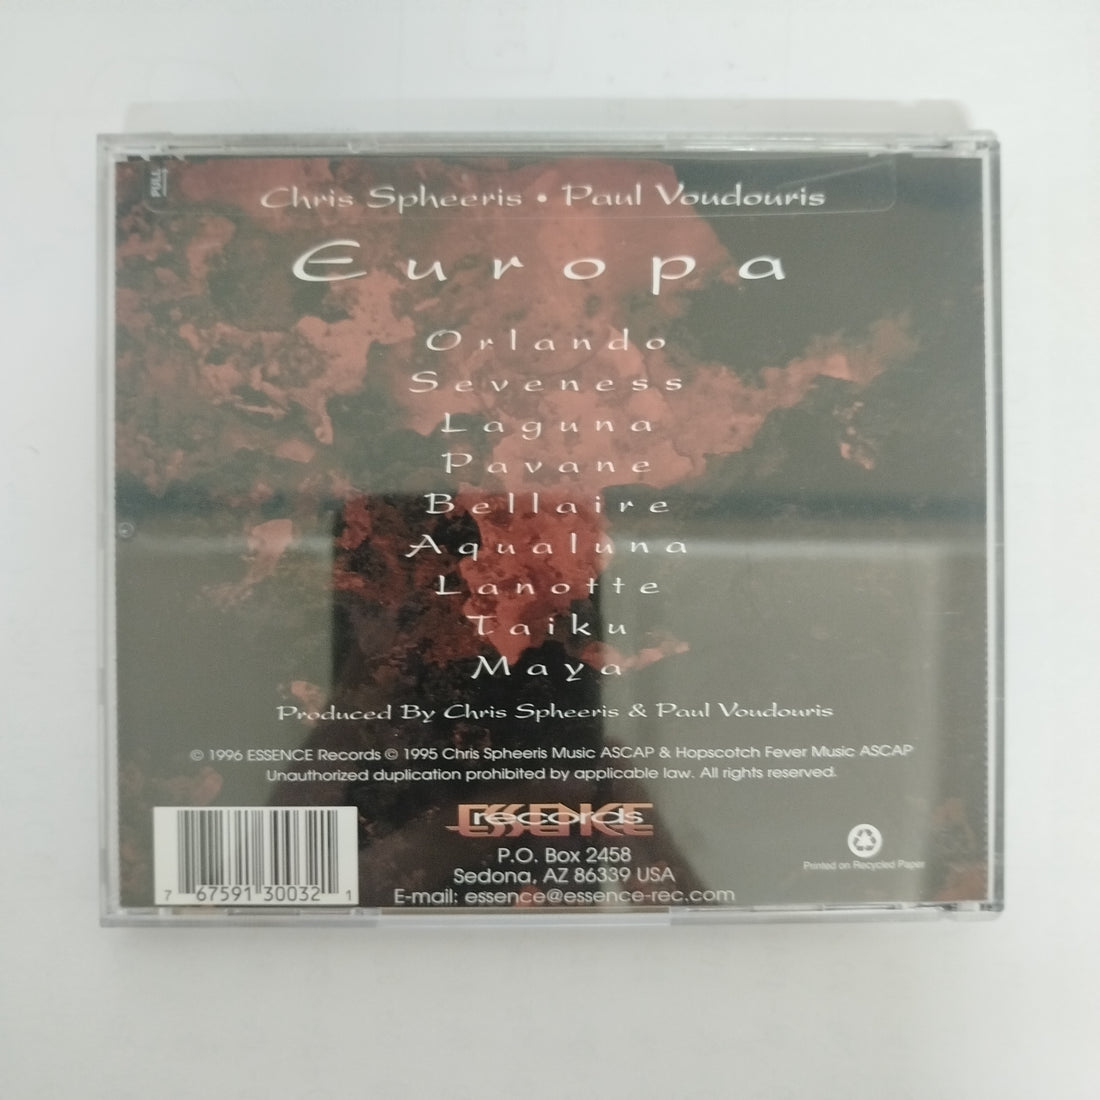 PULL
Chris Spheeris • Paul Voudouris
Europa
Orlando
Seveness
Laguna
Pavane
Bellaire
Aqualuna
Lanotte
Taiku
Maya
Produced By Chris Spheeris & Paul Voudouris
© 1996 ESSENCE Records © 1995 Chris Spheeris Music ASCAP & Hopscotch Fever Music ASCAP
Unauthorized duplication prohibited by applicable law. All rights reserved.
ESSENCE
records
P.O. Box 2458
Sedona, AZ 86339 USA
E-mail: essence@essence-rec.com
7 67591 30032 1
Printed on Recycled Paper